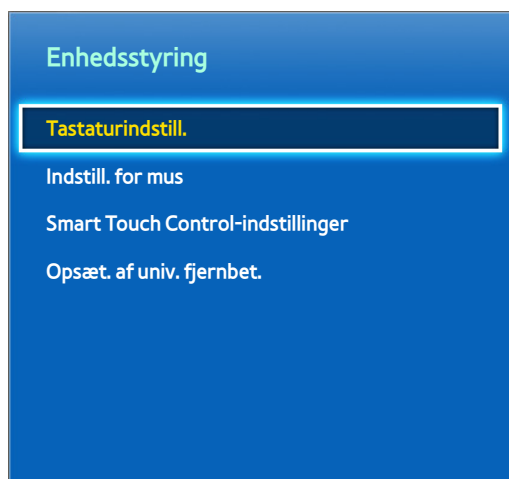 Enhedsstyring
Tastaturindstill.
Indstill. for mus
Smart Touch Control-indstillinger
Opsæt. af univ. fjernbet.